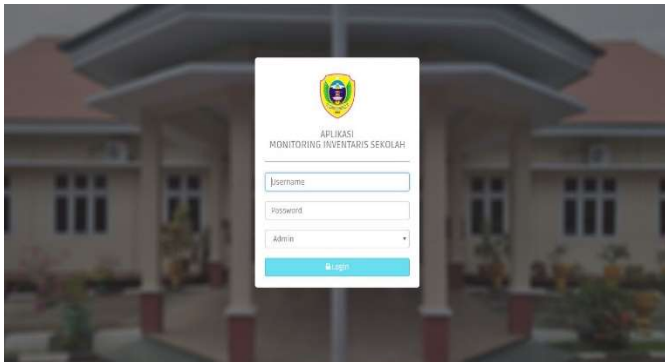 APLIKASI
MONITORING INVENTARIS SEKOLAH
Username
Password
Admin
Login